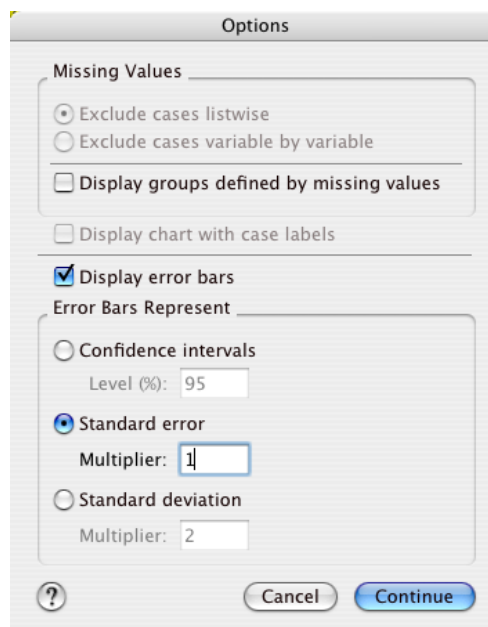 Options
Missing Values
Exclude cases listwise
Exclude cases variable by variable
Display groups defined by missing values
Display chart with case labels
Display error bars
Error Bars Represent
Confidence intervals
Level (%): 95
Standard error
Multiplier: 1
Standard deviation
Multiplier: 2
? Cancel Continue